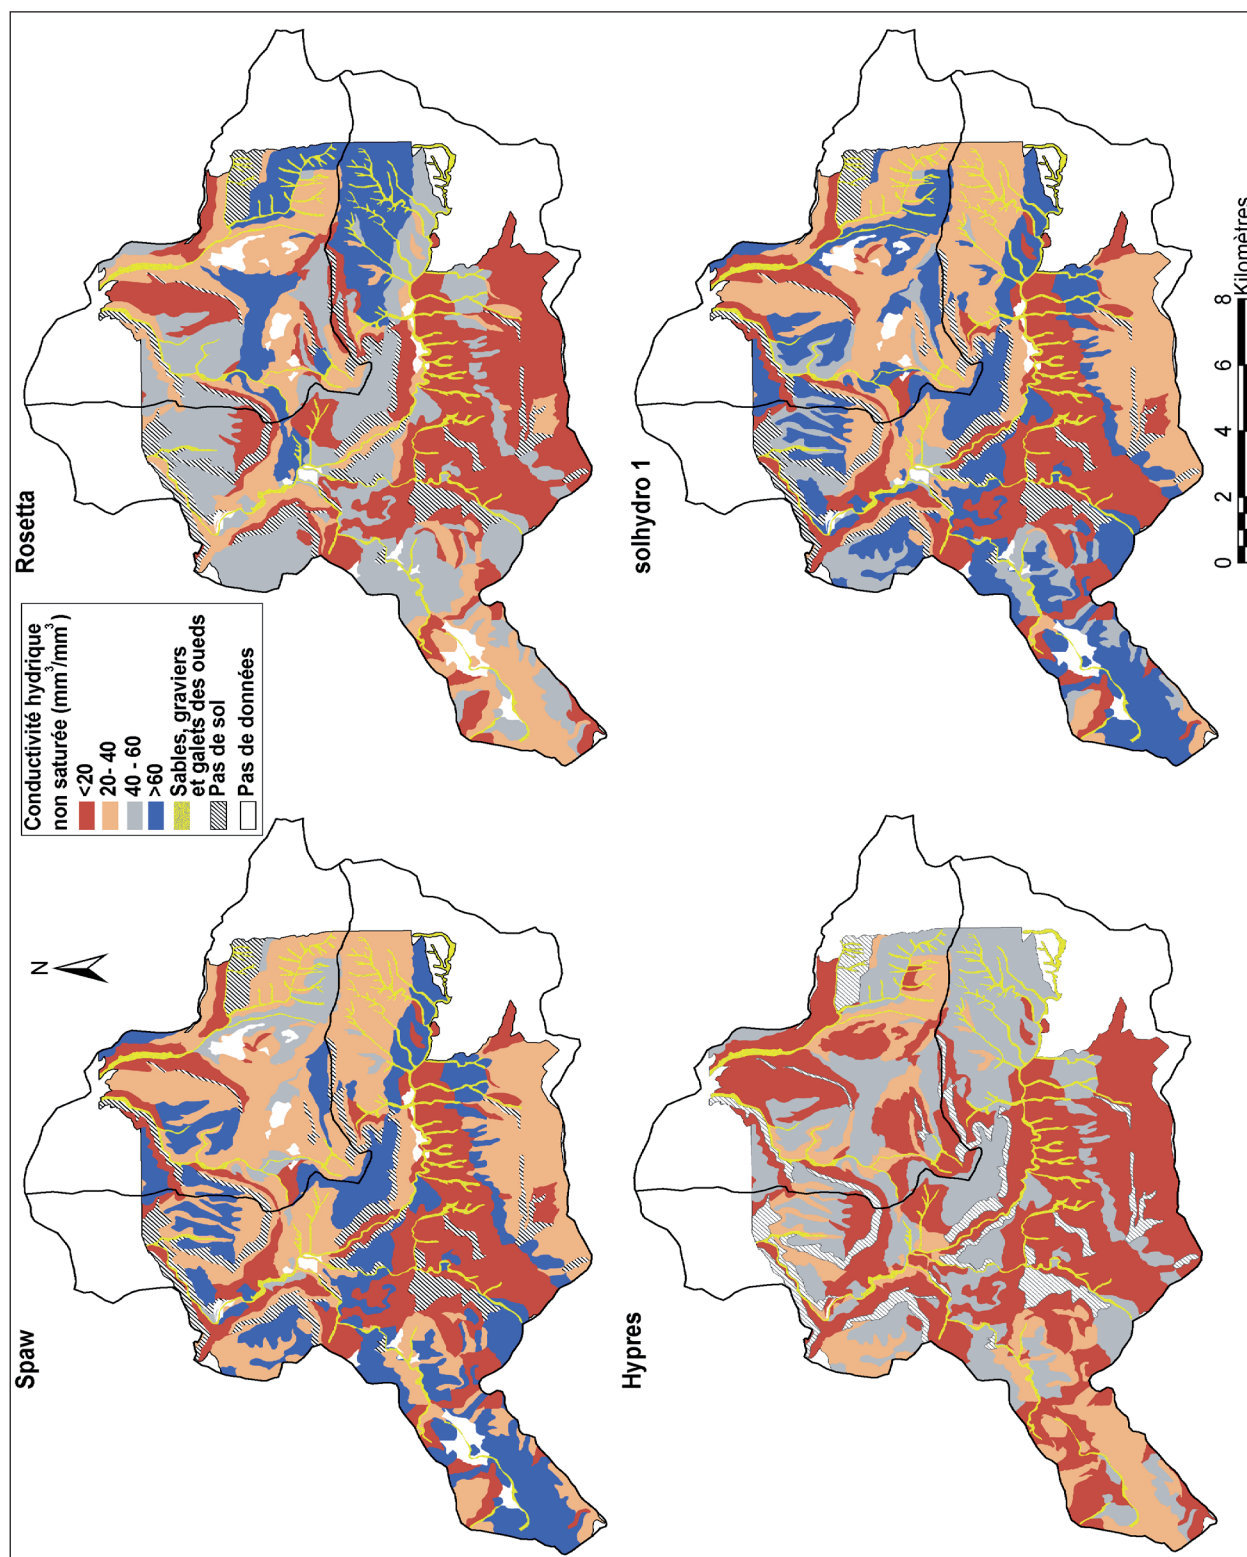 Spaw
N
Conductivité hydrique
non saturée (mm³/mm³)
<20
20- 40
40 - 60
>60
Sables, graviers
et galets des oueds
Pas de sol
Pas de données
Rosetta
Hypres
solhydro 1
0 2 4 6 8
Kilomètres